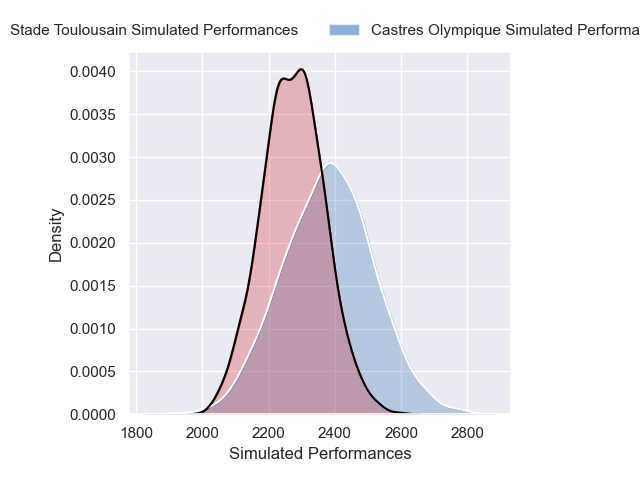 Stade Toulousain Simulated Performances
Castres Olympique Simulated Performa
0.0040
0.0035
0.0030
0.0025
0.0020
0.0015
0.0010
0.0005
0.0000
Density
1800 2000 2200 2400 2600 2800
Simulated Performances